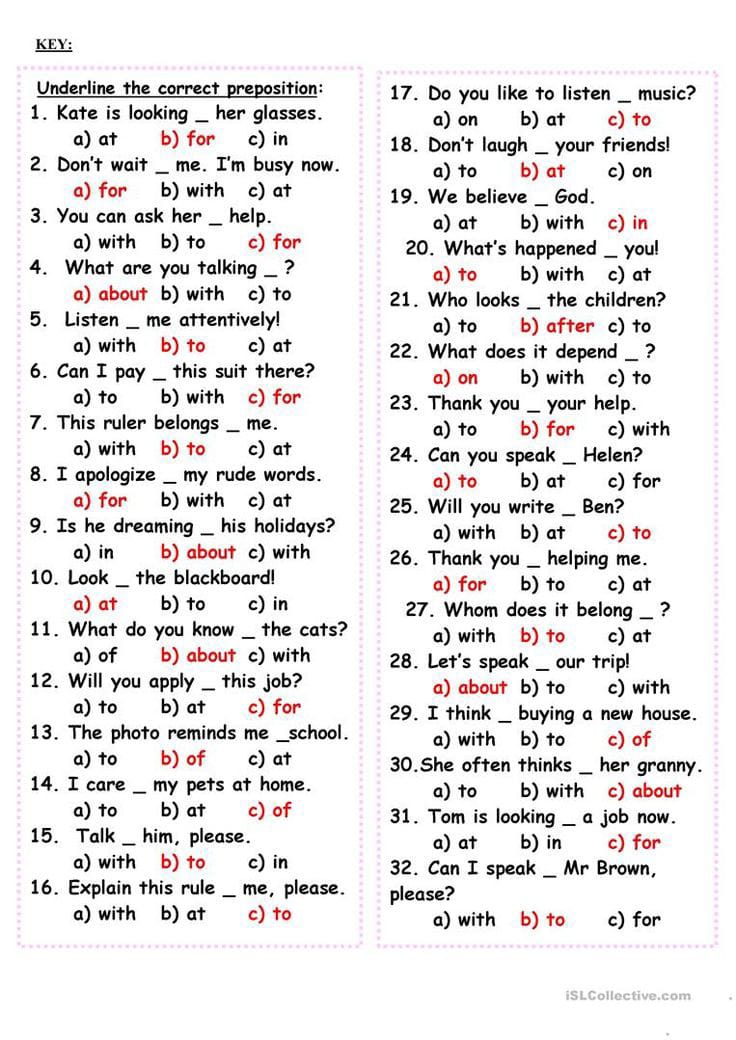 KEY:
Underline the correct preposition:
1. Kate is looking _ her glasses.
a) at b) for c) in
2. Don't wait _ me. I'm busy now.
a) for b) with c) at
3. You can ask her _ help.
a) with b) to c) for
4. What are you talking _ ?
a) about b) with c) to
5. Listen _ me attentively!
a) with b) to c) at
6. Can I pay _ this suit there?
a) to b) with c) for
7. This ruler belongs _ me.
a) with b) to c) at
8. I apologize _ my rude words.
a) for b) with c) at
9. Is he dreaming _ his holidays?
a) in b) about c) with
10. Look _ the blackboard!
a) at b) to c) in
11. What do you know _ the cats?
a) of b) about c) with
12. Will you apply _ this job?
a) to b) at c) for
13. The photo reminds me _school.
a) to b) of c) at
14. I care _ my pets at home.
a) to b) at c) of
15. Talk _ him, please.
a) with b) to c) in
16. Explain this rule _ me, please.
a) with b) at c) to
17. Do you like to listen _ music?
a) on b) at c) to
18. Don't laugh _ your friends!
a) to b) at c) on
19. We believe _ God.
a) at b) with c) in
20. What's happened _ you!
a) to b) with c) at
21. Who looks _ the children?
a) to b) after c) to
22. What does it depend _ ?
a) on b) with c) to
23. Thank you _ your help.
a) to b) for c) with
24. Can you speak _ Helen?
a) to b) at c) for
25. Will you write _ Ben?
a) with b) at c) to
26. Thank you _ helping me.
a) for b) to c) at
27. Whom does it belong _ ?
a) with b) to c) at
28. Let's speak _ our trip!
a) about b) to c) with
29. I think _ buying a new house.
a) with b) to c) of
30.She often thinks _ her granny.
a) to b) with c) about
31. Tom is looking _ a job now.
a) at b) in c) for
32. Can I speak _ Mr Brown,
please?
a) with b) to c) for
iSLCollective.com